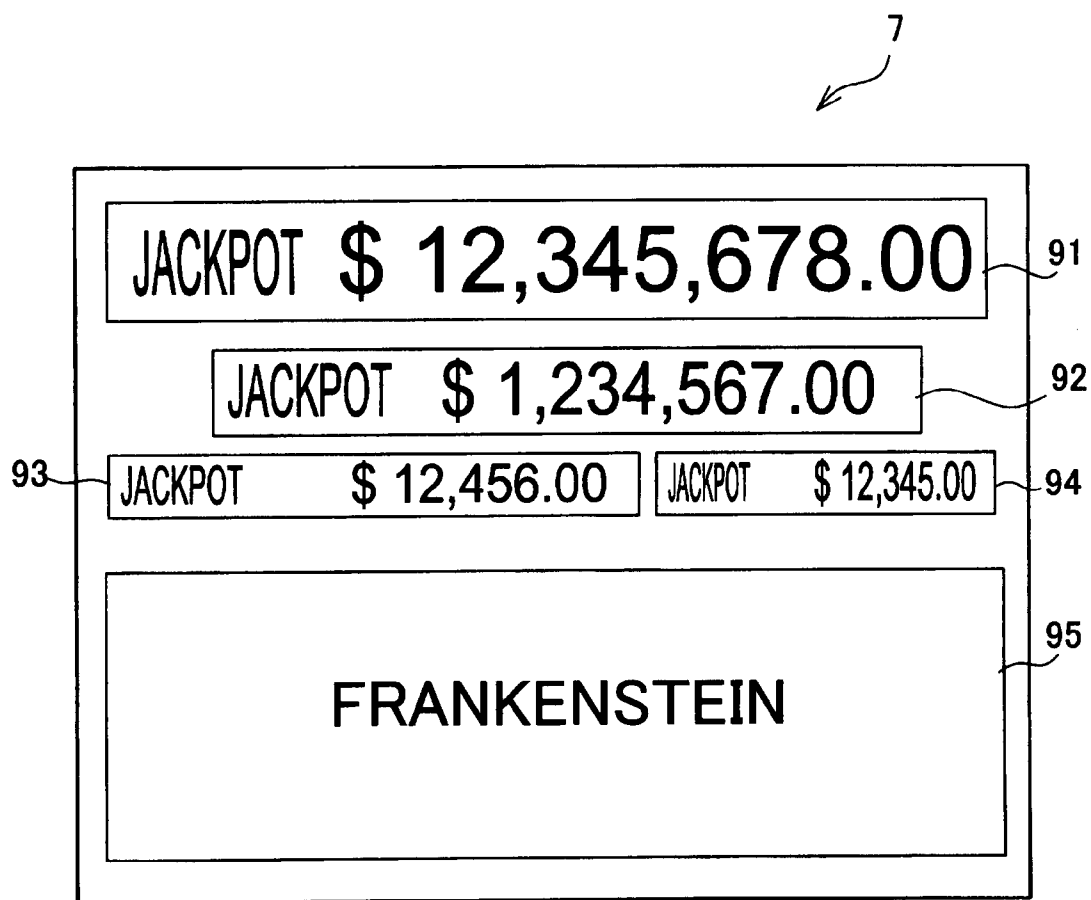 7
JACKPOT $ 12,345,678.00 91
JACKPOT $ 1,234,567.00 92
93 JACKPOT $ 12,456.00 JACKPOT $ 12,345.00 94
95
FRANKENSTEIN